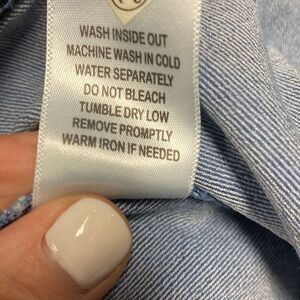 WASH INSIDE OUT
MACHINE WASH IN COLD
WATER SEPARATELY
DO NOT BLEACH
TUMBLE DRY LOW
REMOVE PROMPTLY
WARM IRON IF NEEDED